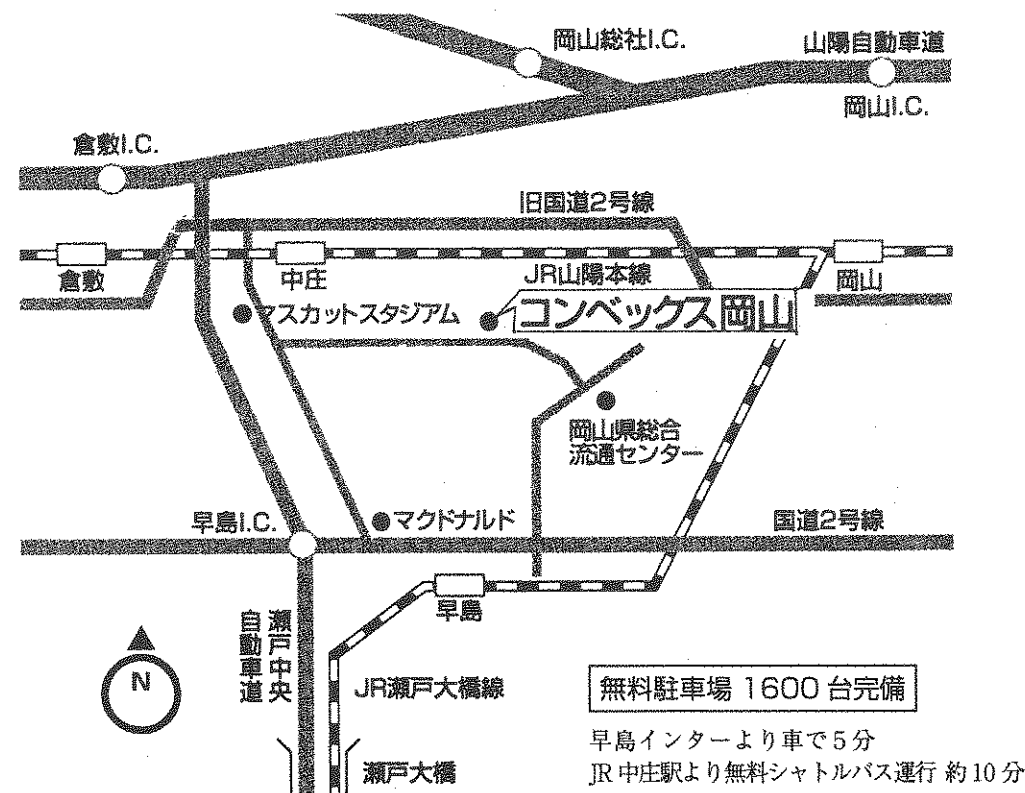 岡山総社I.C.
山陽自動車道
岡山I.C.
倉敷I.C.
旧国道2号線
倉敷
中庄
JR山陽本線
岡山
マスカットスタジアム
コンベックス岡山
岡山県総合
流通センター
早島I.C.
マクドナルド
国道2号線
早島
瀬戸中央
自動車道
N
JR瀬戸大橋線
瀬戸大橋
無料駐車場 1600 台完備
早島インターより車で5分
JR 中庄駅より無料シャトルバス運行 約10分